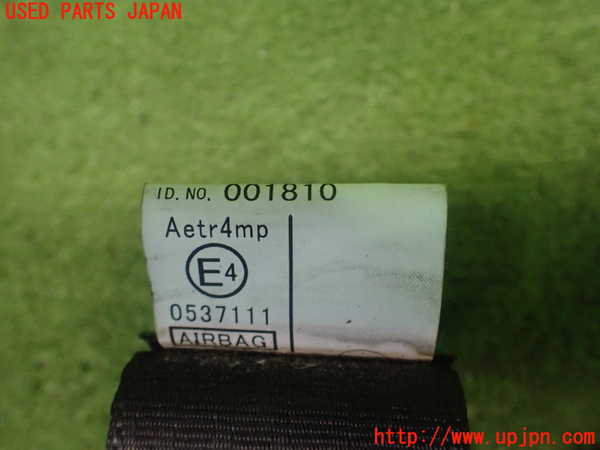 USED PARTS JAPAN
ID. NO. 001810
Aetr4mp
E4
0537111
AIRBAG
http://www.upjpn.com